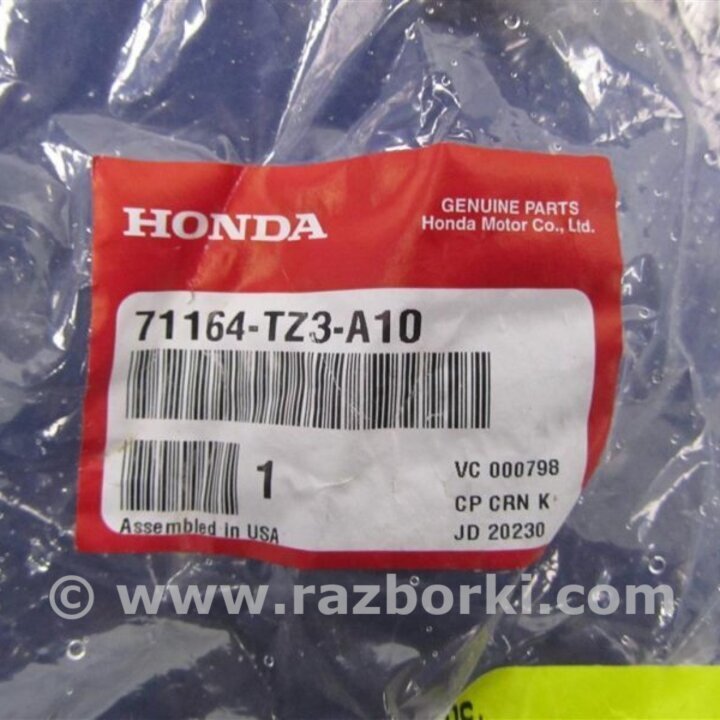 HONDA
GENUINE PARTS
Honda Motor Co., Ltd.
71164-TZ3-A10
1
VC 000798
CP CRN K
Assembled in USA
JD 20230
© www.razborki.com